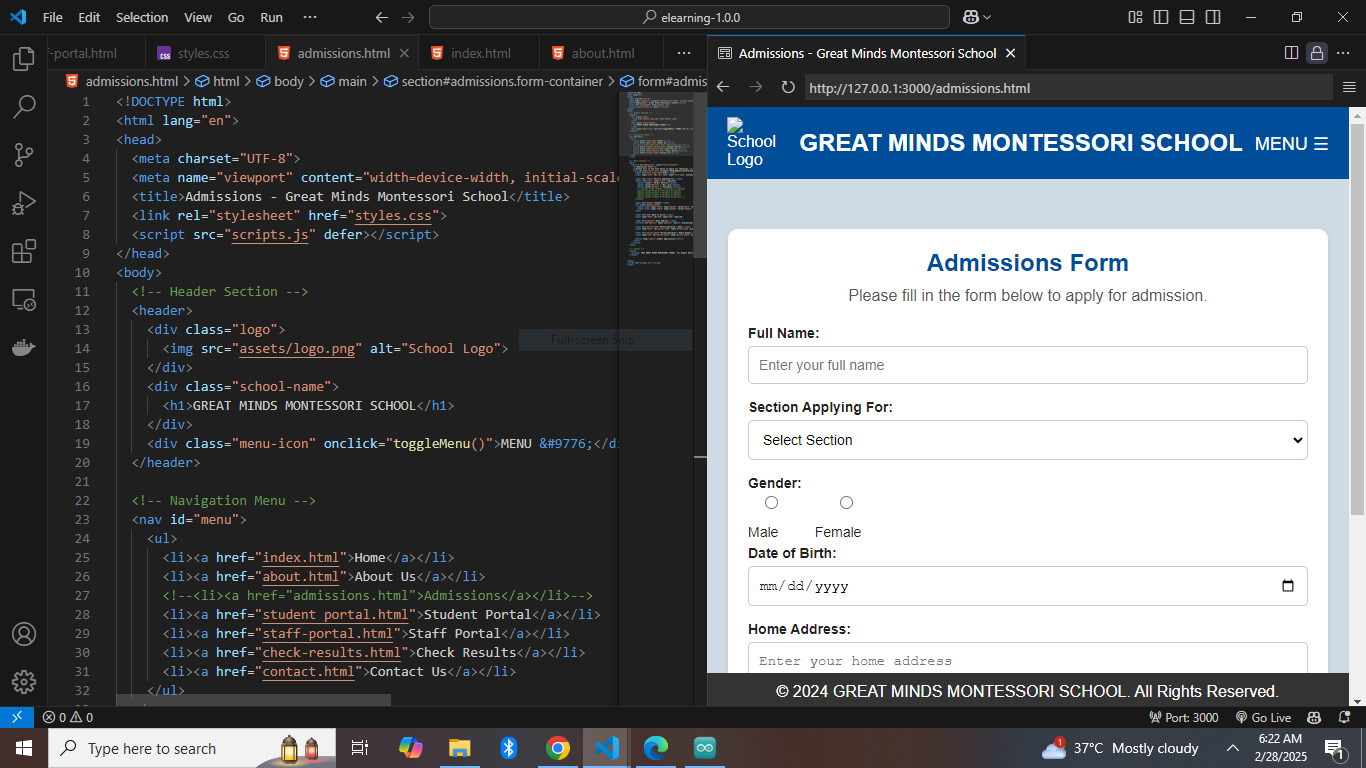 File Edit Selection View Go Run ··· elearning-1.0.0
f-portal.html styles.css admissions.html index.html about.html ···
admissions.html > html > body > main > section#admissions.form-container > form#admis
1 <!DOCTYPE html>
2 <html lang="en">
3 <head>
4 <meta charset="UTF-8">
5 <meta name="viewport" content="width=device-width, initial-scale
6 <title>Admissions - Great Minds Montessori School</title>
7 <link rel="stylesheet" href="styles.css">
8 <script src="scripts.js" defer></script>
9 </head>
10 <body>
11 <!-- Header Section -->
12 <header>
13 <div class="logo">
14 <img src="assets/logo.png" alt="School Logo">
15 </div>
16 <div class="school-name">
17 <h1>GREAT MINDS MONTESSORI SCHOOL</h1>
18 </div>
19 <div class="menu-icon" onclick="toggleMenu()">MENU &#9776;</di
20 </header>
21
22 <!-- Navigation Menu -->
23 <nav id="menu">
24 <ul>
25 <li><a href="index.html">Home</a></li>
26 <li><a href="about.html">About Us</a></li>
27 <!--<li><a href="admissions.html">Admissions</a></li>-->
28 <li><a href="student portal.html">Student Portal</a></li>
29 <li><a href="staff-portal.html">Staff Portal</a></li>
30 <li><a href="check-results.html">Check Results</a></li>
31 <li><a href="contact.html">Contact Us</a></li>
32 </ul>
Full-screen Snip
Admissions - Great Minds Montessori School
http://127.0.0.1:3000/admissions.html
School Logo
GREAT MINDS MONTESSORI SCHOOL MENU ☰
Admissions Form
Please fill in the form below to apply for admission.
Full Name:
Enter your full name
Section Applying For:
Select Section
Gender:
Male Female
Date of Birth:
mm/dd/yyyy
Home Address:
Enter your home address
© 2024 GREAT MINDS MONTESSORI SCHOOL. All Rights Reserved.
0 0 Port: 3000 Go Live
Type here to search
37°C Mostly cloudy
6:22 AM
2/28/2025
1